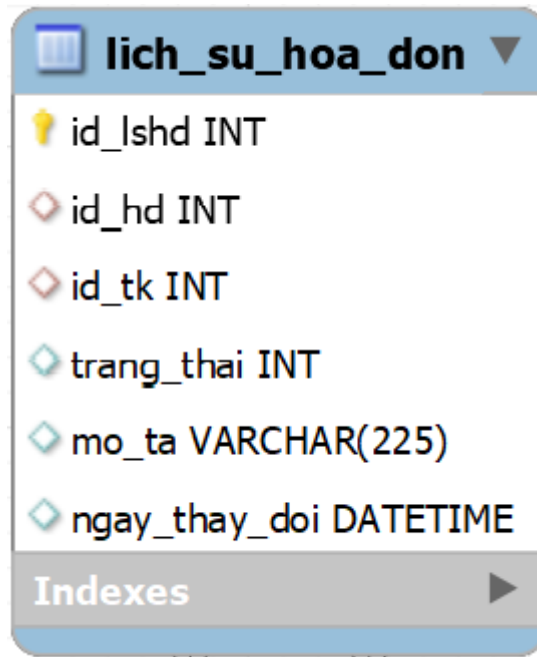 lich_su_hoa_don
id_lshd INT
id_hd INT
id_tk INT
trang_thai INT
mo_ta VARCHAR(225)
ngay_thay_doi DATETIME
Indexes